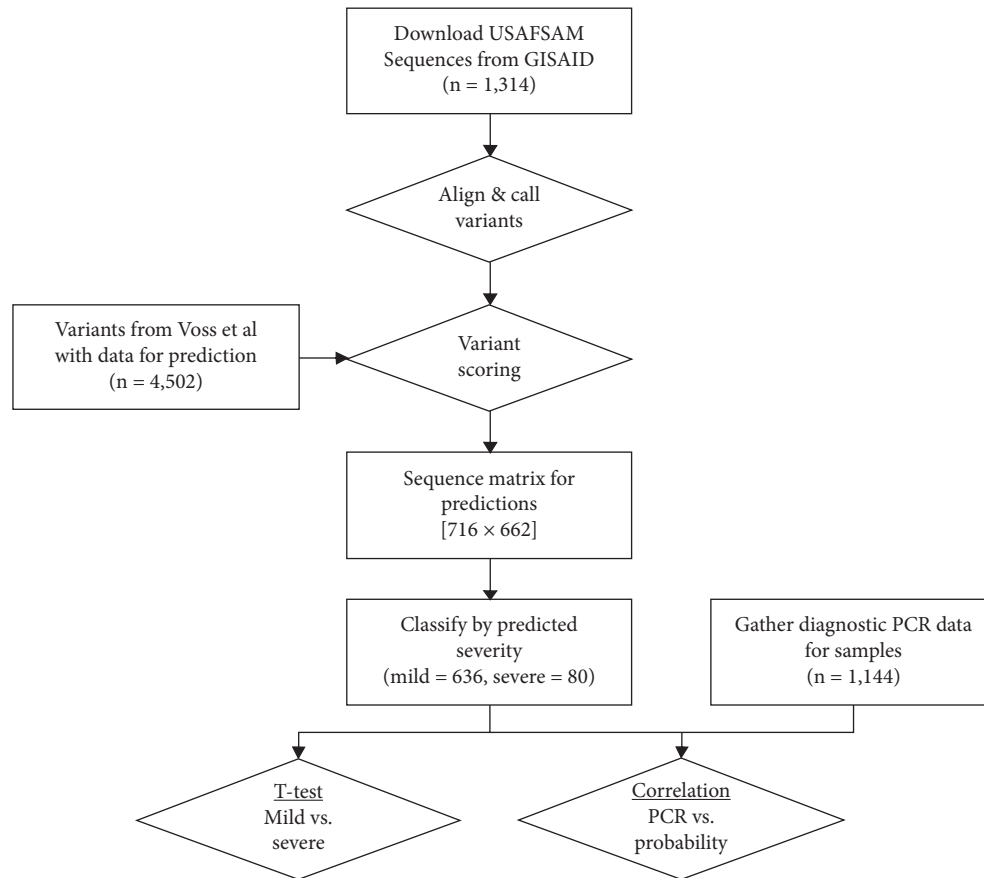 Download USAFSAM
Sequences from GISAID
(n = 1,314)
Align & call
variants
Variants from Voss et al
with data for prediction
(n = 4,502)
Variant
scoring
Sequence matrix for
predictions
[716 × 662]
Classify by predicted
severity
(mild = 636, severe = 80)
Gather diagnostic PCR data
for samples
(n = 1,144)
T-test
Mild vs.
severe
Correlation
PCR vs.
probability